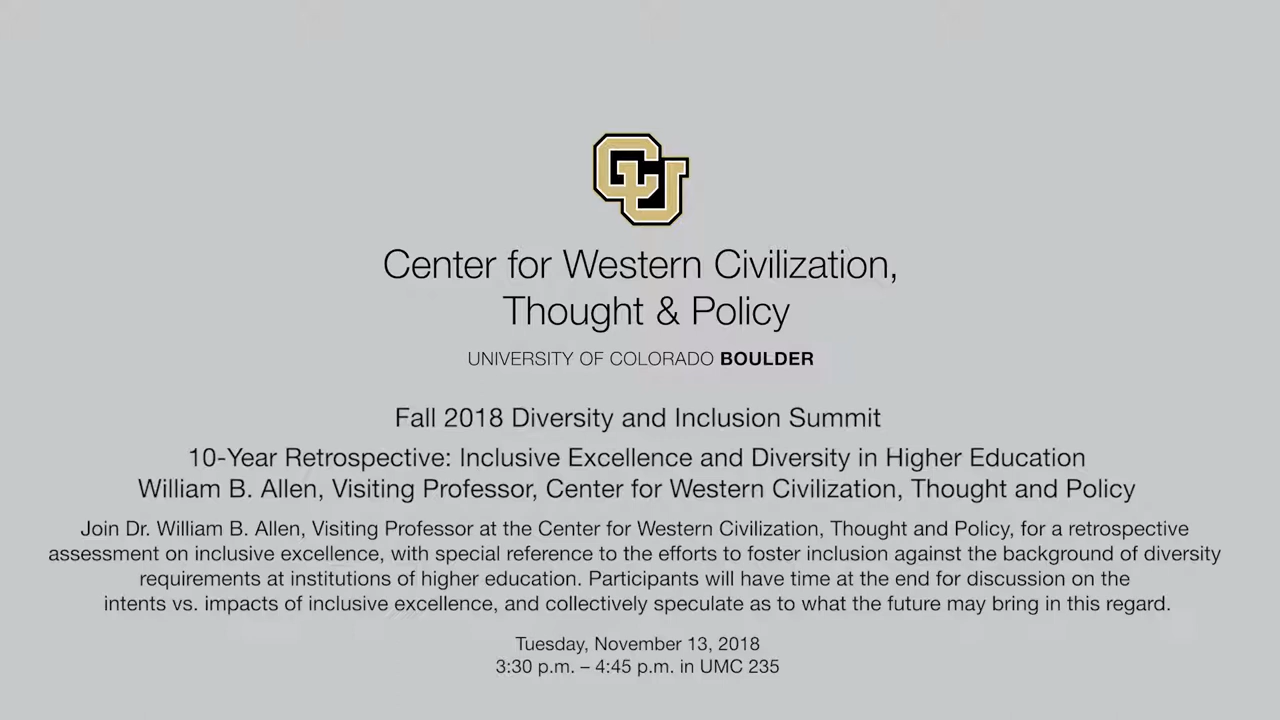 CU
Center for Western Civilization,
Thought & Policy
UNIVERSITY OF COLORADO BOULDER
Fall 2018 Diversity and Inclusion Summit
10-Year Retrospective: Inclusive Excellence and Diversity in Higher Education
William B. Allen, Visiting Professor, Center for Western Civilization, Thought and Policy
Join Dr. William B. Allen, Visiting Professor at the Center for Western Civilization, Thought and Policy, for a retrospective
assessment on inclusive excellence, with special reference to the efforts to foster inclusion against the background of diversity
requirements at institutions of higher education. Participants will have time at the end for discussion on the
intents vs. impacts of inclusive excellence, and collectively speculate as to what the future may bring in this regard.
Tuesday, November 13, 2018
3:30 p.m. – 4:45 p.m. in UMC 235